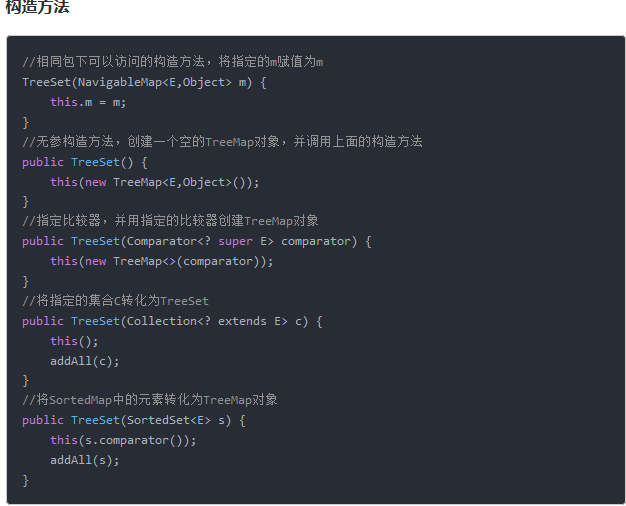 构造方法
//相同包下可以访问的构造方法，将指定的m赋值为m
TreeSet(NavigableMap<E,Object> m) {
    this.m = m;
}
//无参构造方法，创建一个空的TreeMap对象，并调用上面的构造方法
public TreeSet() {
    this(new TreeMap<E,Object>());
}
//指定比较器，并用指定的比较器创建TreeMap对象
public TreeSet(Comparator<? super E> comparator) {
    this(new TreeMap<>(comparator));
}
//将指定的集合C转化为TreeSet
public TreeSet(Collection<? extends E> c) {
    this();
    addAll(c);
}
//将SortedMap中的元素转化为TreeMap对象
public TreeSet(SortedSet<E> s) {
    this(s.comparator());
    addAll(s);
}